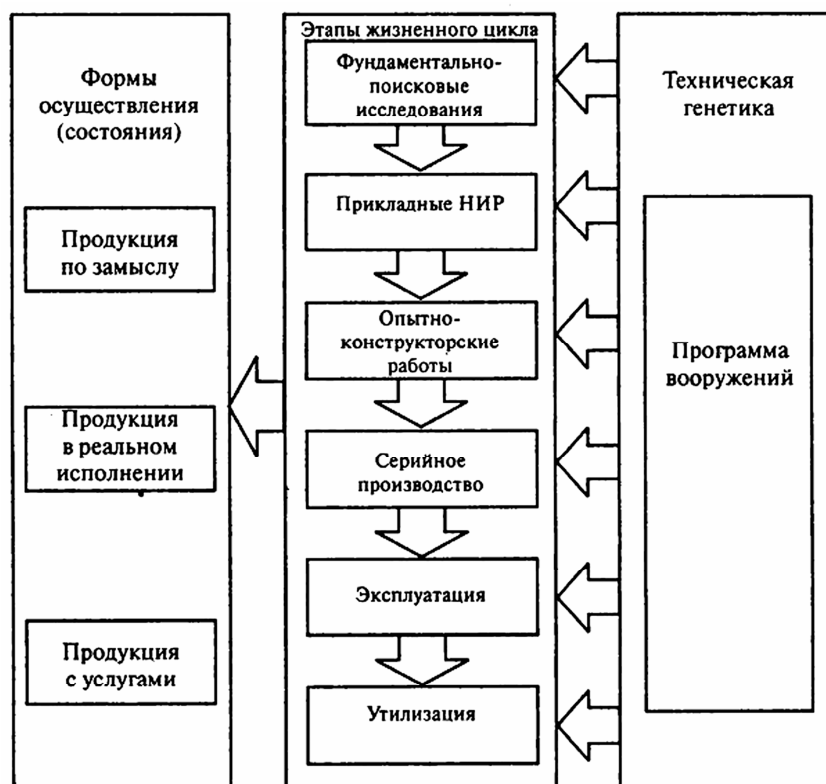 Формы
осуществления
(состояния)
Продукция
по замыслу
Продукция
в реальном
исполнении
Продукция
с услугами
Этапы жизненного цикла
Фундаментально-
поисковые
исследования
Прикладные НИР
Опытно-
конструкторские
работы
Серийное
производство
Эксплуатация
Утилизация
Техническая
генетика
Программа
вооружений